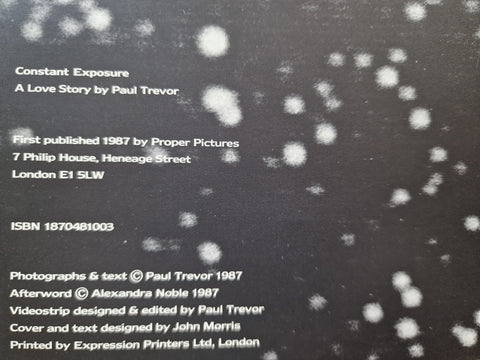 Constant Exposure
A Love Story by Paul Trevor
First published 1987 by Proper Pictures
7 Philip House, Heneage Street
London E1 5LW
ISBN 1870481003
Photographs & text © Paul Trevor 1987
Afterword © Alexandra Noble 1987
Videostrip designed & edited by Paul Trevor
Cover and text designed by John Morris
Printed by Expression Printers Ltd, London